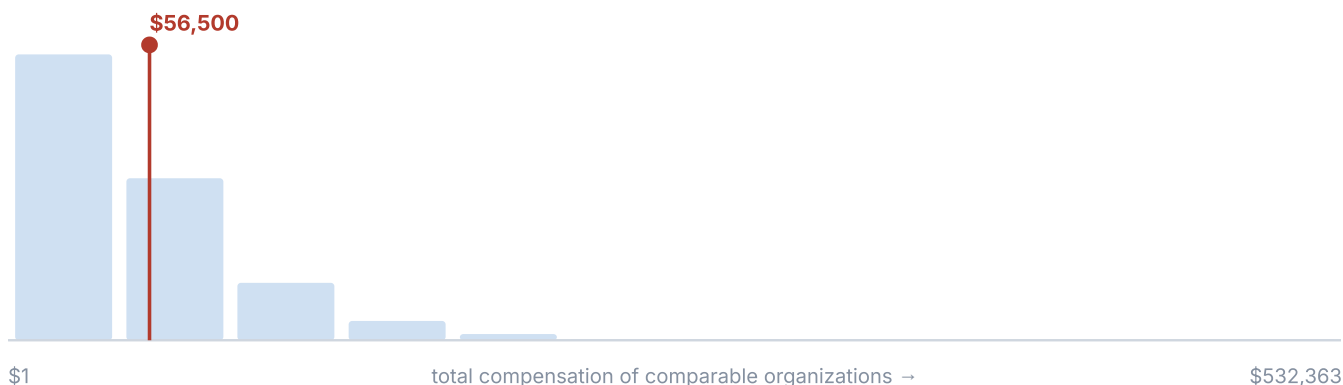 $56,500
$1 total compensation of comparable organizations → $532,363